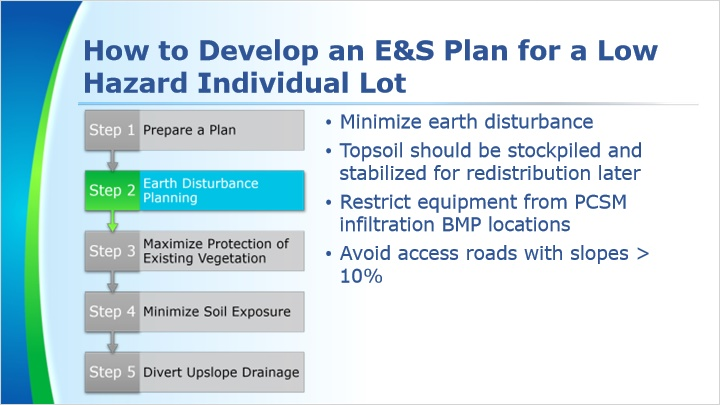 How to Develop an E&S Plan for a Low
Hazard Individual Lot
Step 1 Prepare a Plan
Step 2 Earth Disturbance
Planning
Step 3 Maximize Protection of
Existing Vegetation
Step 4 Minimize Soil Exposure
Step 5 Divert Upslope Drainage
• Minimize earth disturbance
• Topsoil should be stockpiled and
stabilized for redistribution later
• Restrict equipment from PCSM
infiltration BMP locations
• Avoid access roads with slopes >
10%